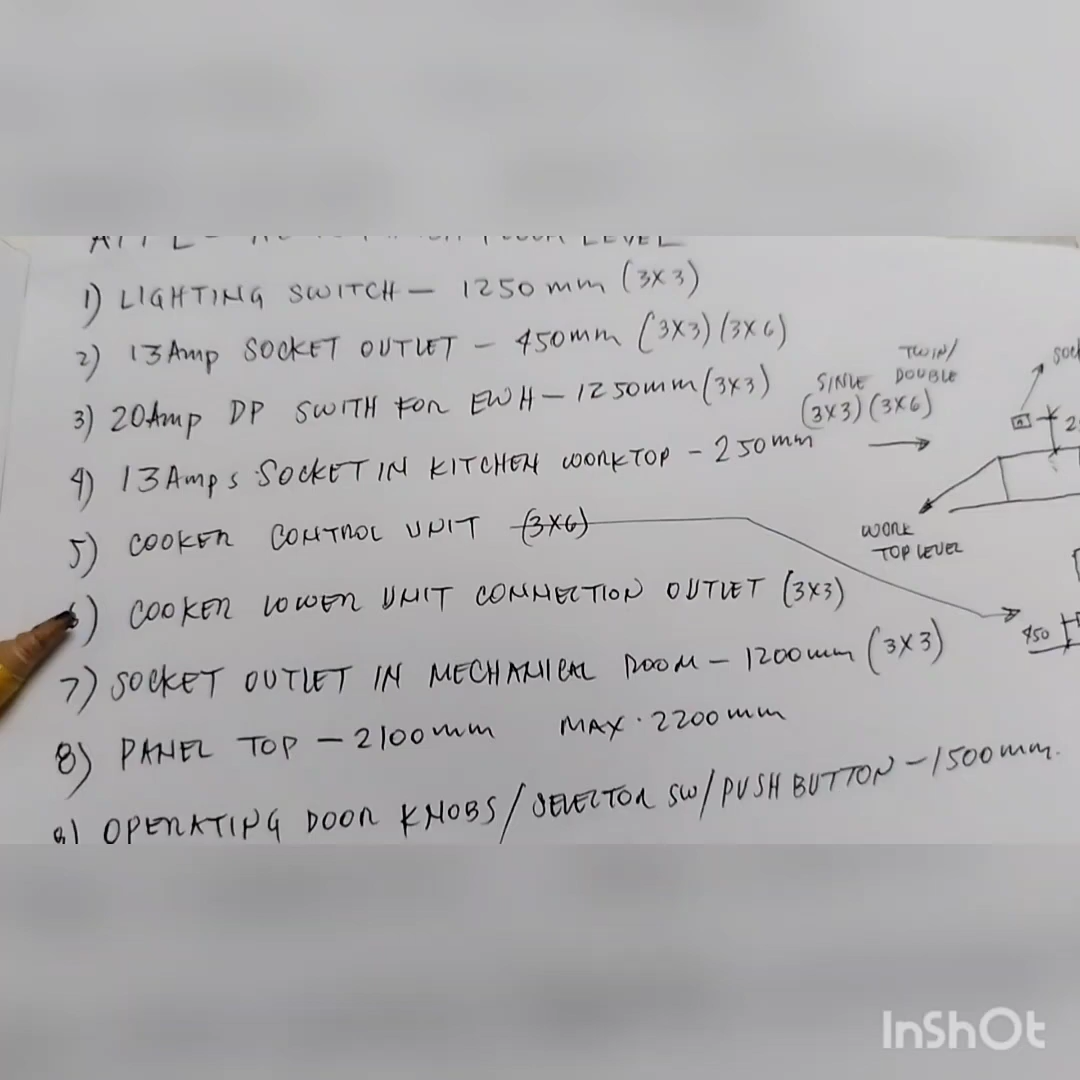 LEVEL
1) LIGHTING SWITCH - 1250mm (3x3)
2) 13Amp SOCKET OUTLET - 450mm (3x3) (3x6)
3) 20Amp DP SWITH FOR EWH - 1250mm (3x3)
SINLE TWIN/ DOUBLE
(3x3) (3x6)
4) 13Amps SOCKET IN KITCHEN WORKTOP - 250mm
5) COOKER CONTROL UNIT (3x6)
6) COOKER LOWER UNIT CONNECTION OUTLET (3x3)
7) SOCKET OUTLET IN MECHANICAL ROOM - 1200mm (3x3)
8) PANEL TOP - 2100mm MAX. 2200mm
9) OPERATING DOOR KNOBS/SELECTOR SW/PUSH BUTTON - 1500mm.
WORK
TOP LEVEL
450
InShOt